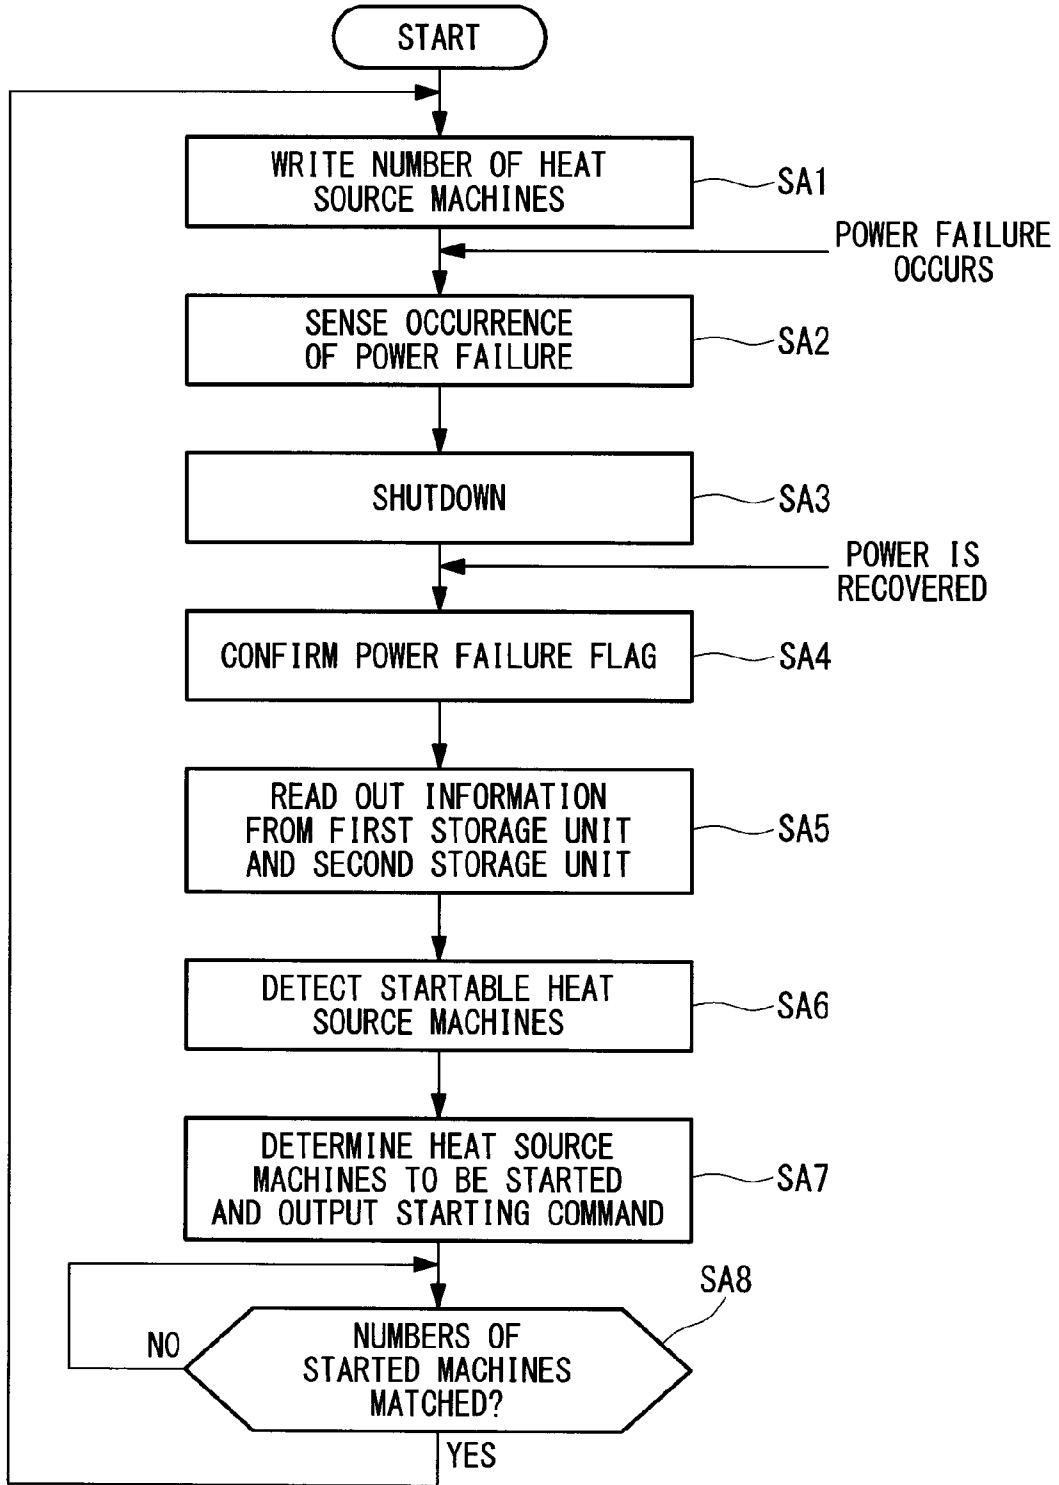 START
WRITE NUMBER OF HEAT
SOURCE MACHINES
SA1
POWER FAILURE
OCCURS
SENSE OCCURRENCE
OF POWER FAILURE
SA2
SHUTDOWN
SA3
POWER IS
RECOVERED
CONFIRM POWER FAILURE FLAG
SA4
READ OUT INFORMATION
FROM FIRST STORAGE UNIT
AND SECOND STORAGE UNIT
SA5
DETECT STARTABLE HEAT
SOURCE MACHINES
SA6
DETERMINE HEAT SOURCE
MACHINES TO BE STARTED
AND OUTPUT STARTING COMMAND
SA7
SA8
NUMBERS OF
STARTED MACHINES
MATCHED?
NO
YES